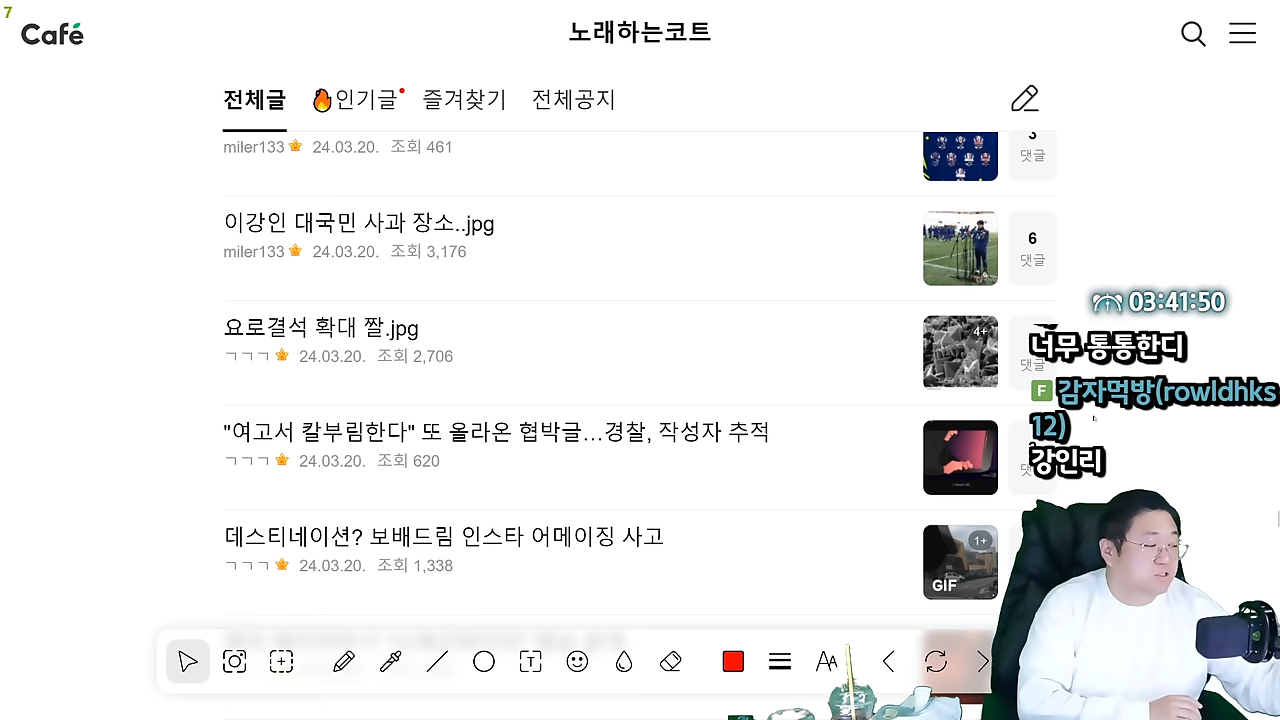 7
Café
노래하는코트
전체글 🔥인기글 즐겨찾기 전체공지
miler133 24.03.20. 조회 461
3
댓글
이강인 대국민 사과 장소..jpg
miler133 24.03.20. 조회 3,176
6
댓글
03:41:50
요로결석 확대 짤.jpg
ㄱㄱㄱ 24.03.20. 조회 2,706
4+
댓글
너무 통통한디
F 감자먹방(rowldhks
12)
강인리
"여고서 칼부림한다" 또 올라온 협박글...경찰, 작성자 추적
ㄱㄱㄱ 24.03.20. 조회 620
데스티네이션? 보배드림 인스타 어메이징 사고
ㄱㄱㄱ 24.03.20. 조회 1,338
1+
GIF
T
AA